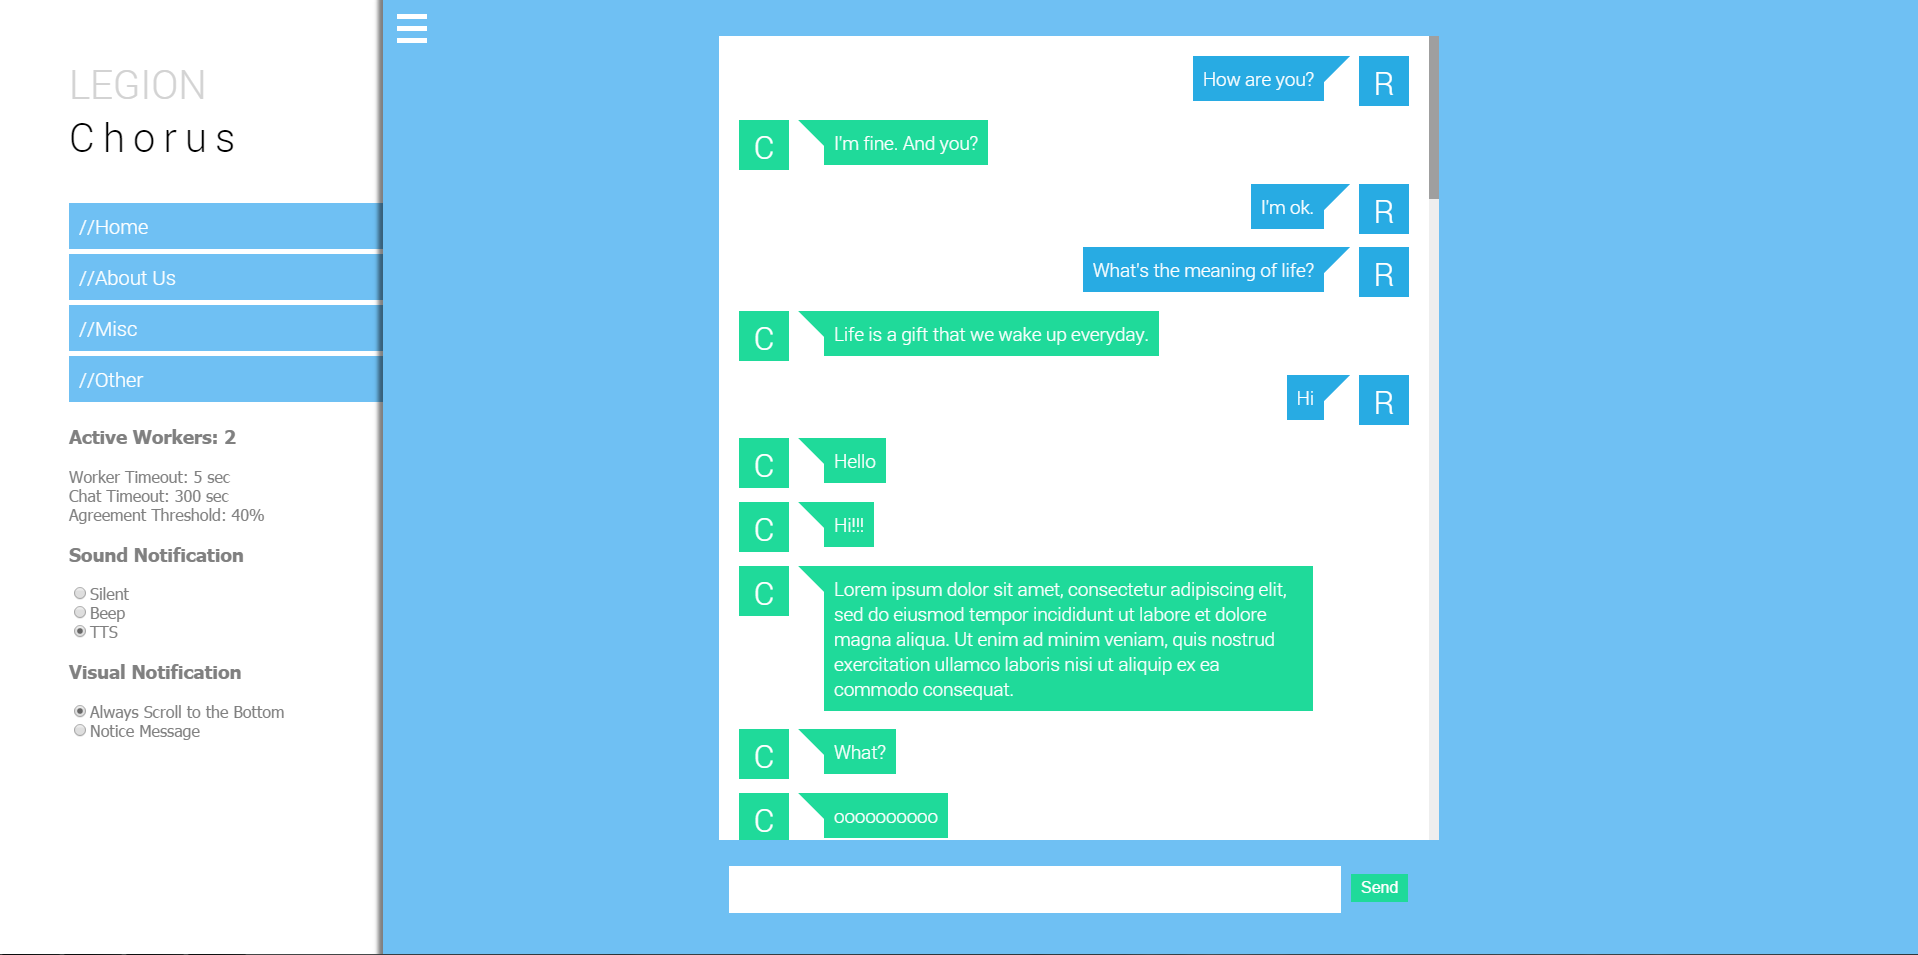 LEGION
Chorus
//Home
//About Us
//Misc
//Other
Active Workers: 2
Worker Timeout: 5 sec
Chat Timeout: 300 sec
Agreement Threshold: 40%
Sound Notification
Silent
Beep
TTS
Visual Notification
Always Scroll to the Bottom
Notice Message
How are you? R
C I'm fine. And you?
I'm ok. R
What's the meaning of life? R
C Life is a gift that we wake up everyday.
Hi R
C Hello
C Hi!!!
C Lorem ipsum dolor sit amet, consectetur adipiscing elit,
sed do eiusmod tempor incididunt ut labore et dolore
magna aliqua. Ut enim ad minim veniam, quis nostrud
exercitation ullamco laboris nisi ut aliquip ex ea
commodo consequat.
C What?
C oooooooooo
Send